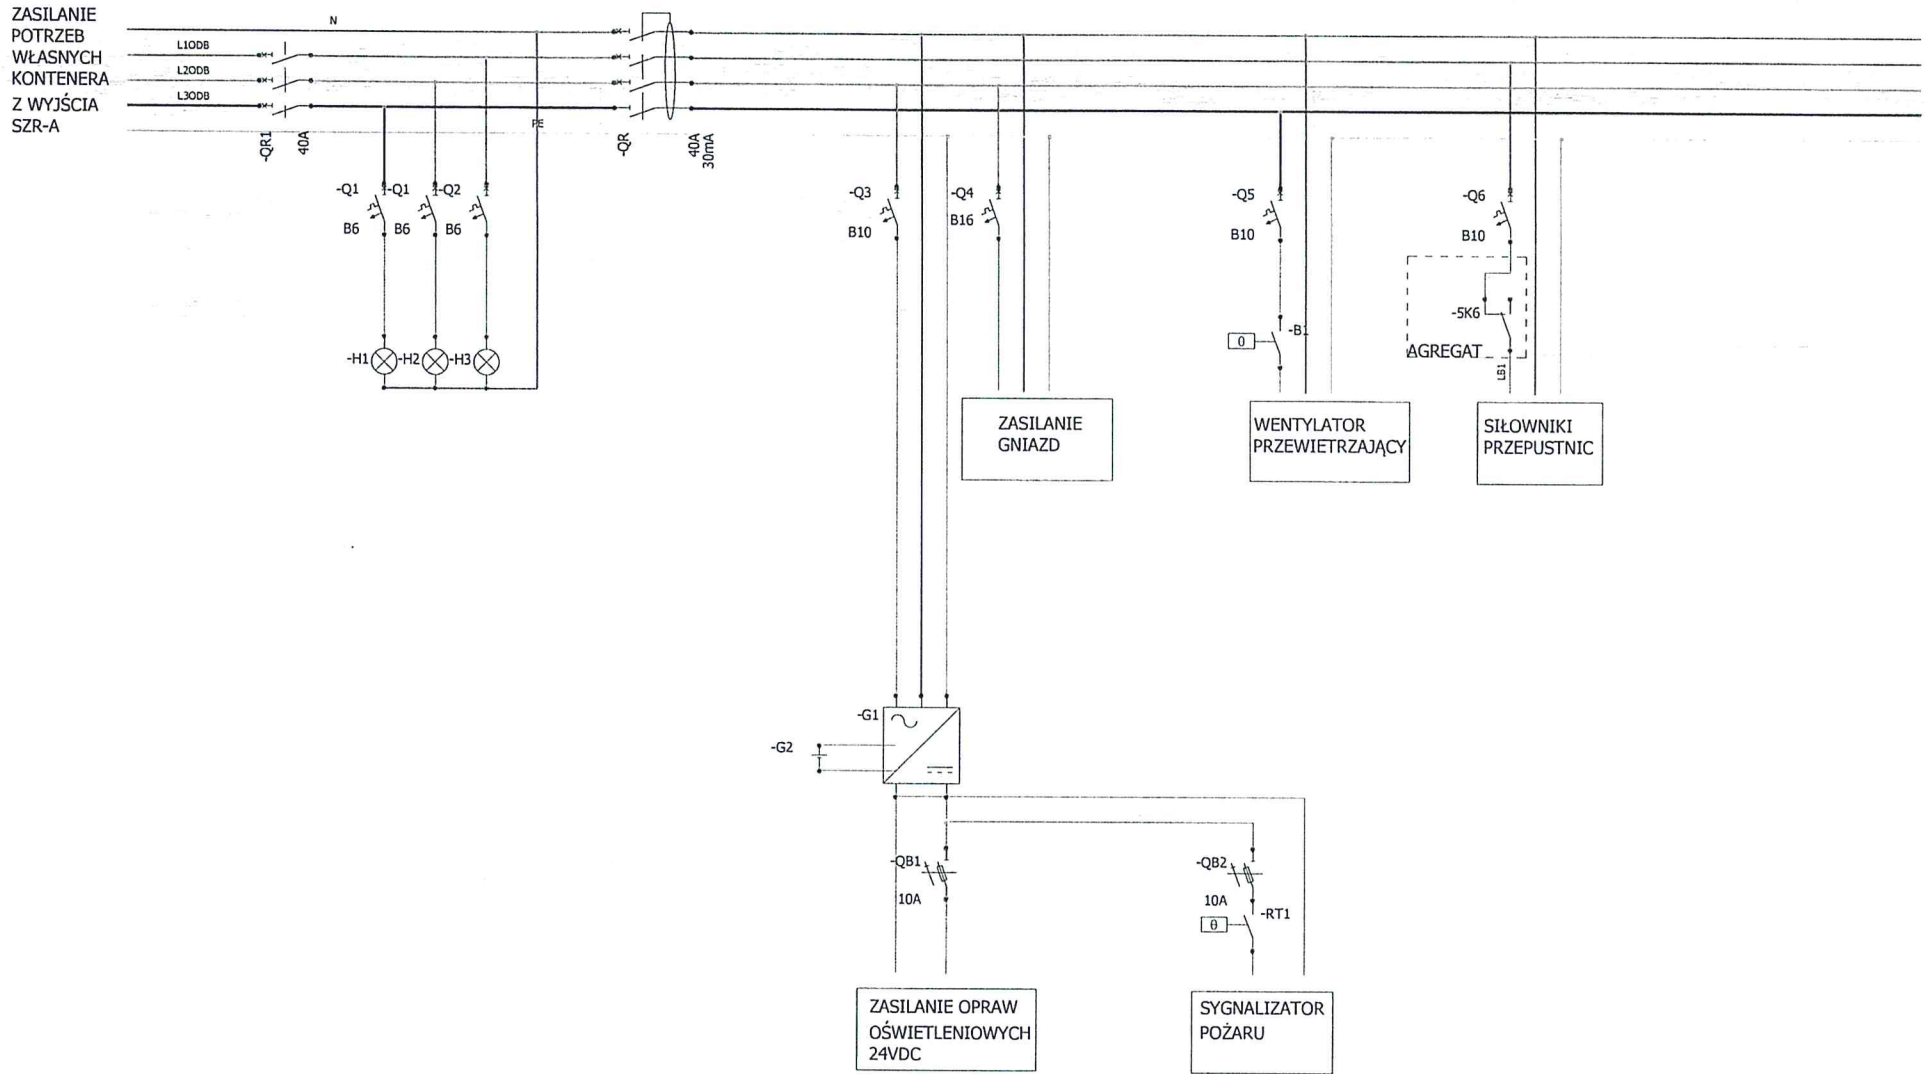 ZASILANIE
POTRZEB
WŁASNYCH
KONTENERA
Z WYJŚCIA
SZR-A
N
L1ODB
L2ODB
L3ODB
PE
-QR1
40A
-QR
40A
30mA
-Q1
B6
-Q1
B6
-Q2
B6
-Q3
B10
-Q4
B16
-Q5
B10
-Q6
B10
-H1
-H2
-H3
θ
-B1
-5K6
AGREGAT
LB1
ZASILANIE
GNIAZD
WENTYLATOR
PRZEWIETRZAJĄCY
SIŁOWNIKI
PRZEPUSTNIC
-G1
-G2
-QB1
10A
-QB2
10A
θ
-RT1
ZASILANIE OPRAW
OŚWIETLENIOWYCH
24VDC
SYGNALIZATOR
POŻARU